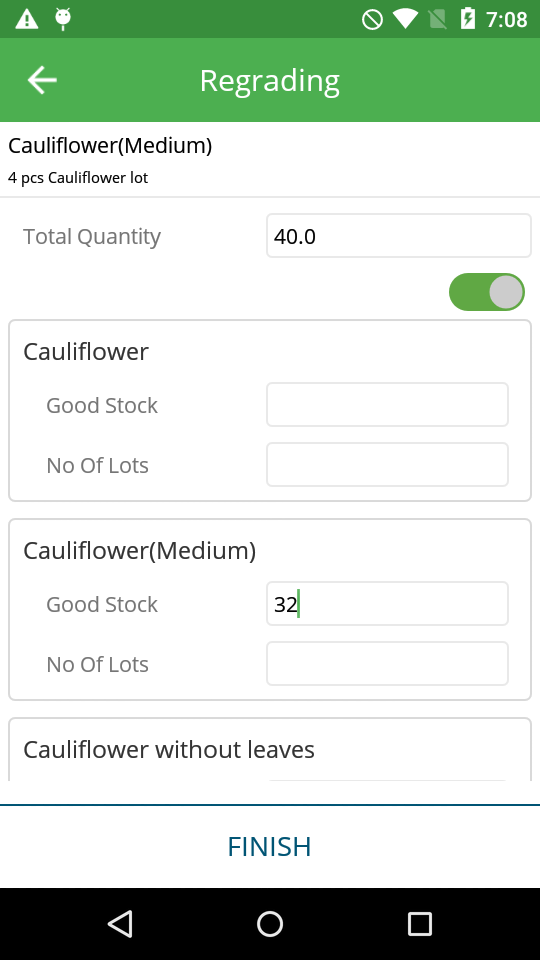 7:08
Regrading
Cauliflower(Medium)
4 pcs Cauliflower lot
Total Quantity 40.0
Cauliflower
Good Stock
No Of Lots
Cauliflower(Medium)
Good Stock 32
No Of Lots
Cauliflower without leaves
FINISH